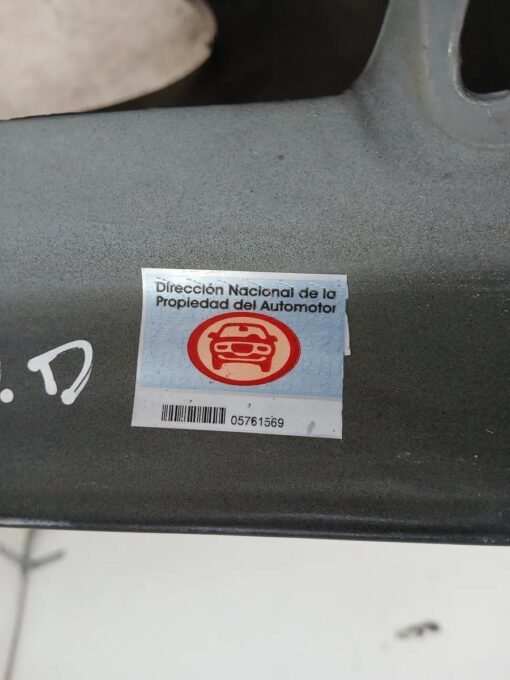 Dirección Nacional de la
Propiedad del Automotor
05761569
. D